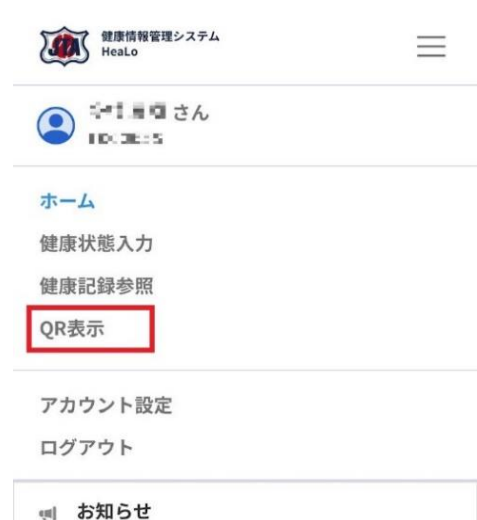 JTA
健康情報管理システム
HeaLo
さん
ホーム
健康状態入力
健康記録参照
QR表示
アカウント設定
ログアウト
お知らせ